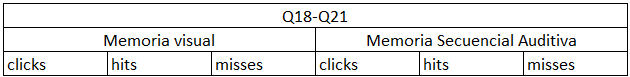 Q18-Q21
Memoria visual Memoria Secuencial Auditiva
clicks hits misses clicks hits misses